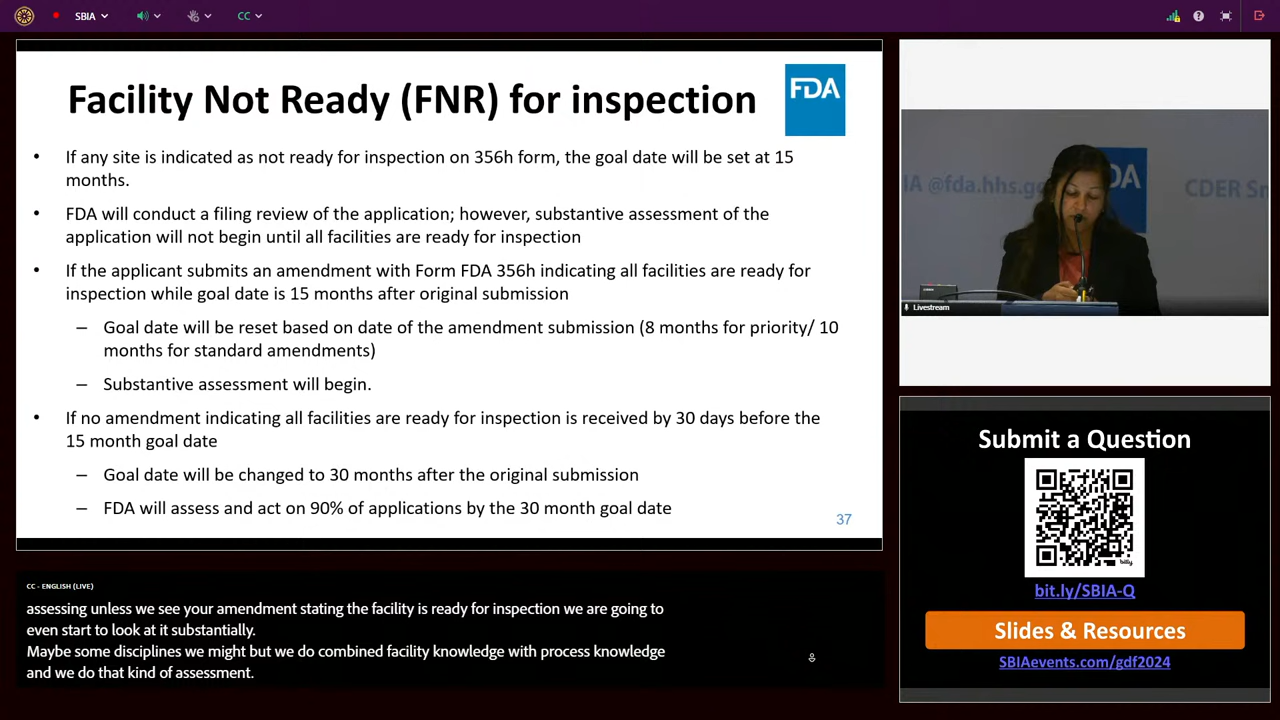 SBIA
CC
Facility Not Ready (FNR) for inspection
FDA
• If any site is indicated as not ready for inspection on 356h form, the goal date will be set at 15
months.
• FDA will conduct a filing review of the application; however, substantive assessment of the
application will not begin until all facilities are ready for inspection
• If the applicant submits an amendment with Form FDA 356h indicating all facilities are ready for
inspection while goal date is 15 months after original submission
– Goal date will be reset based on date of the amendment submission (8 months for priority/ 10
months for standard amendments)
– Substantive assessment will begin.
• If no amendment indicating all facilities are ready for inspection is received by 30 days before the
15 month goal date
– Goal date will be changed to 30 months after the original submission
– FDA will assess and act on 90% of applications by the 30 month goal date
37
CC - ENGLISH (LIVE)
assessing unless we see your amendment stating the facility is ready for inspection we are going to
even start to look at it substantially.
Maybe some disciplines we might but we do combined facility knowledge with process knowledge
and we do that kind of assessment.
IA @fda.hhs.go
DA
CDER Sm
Livestream
Submit a Question
bitly
bit.ly/SBIA-Q
Slides & Resources
SBIAevents.com/gdf2024